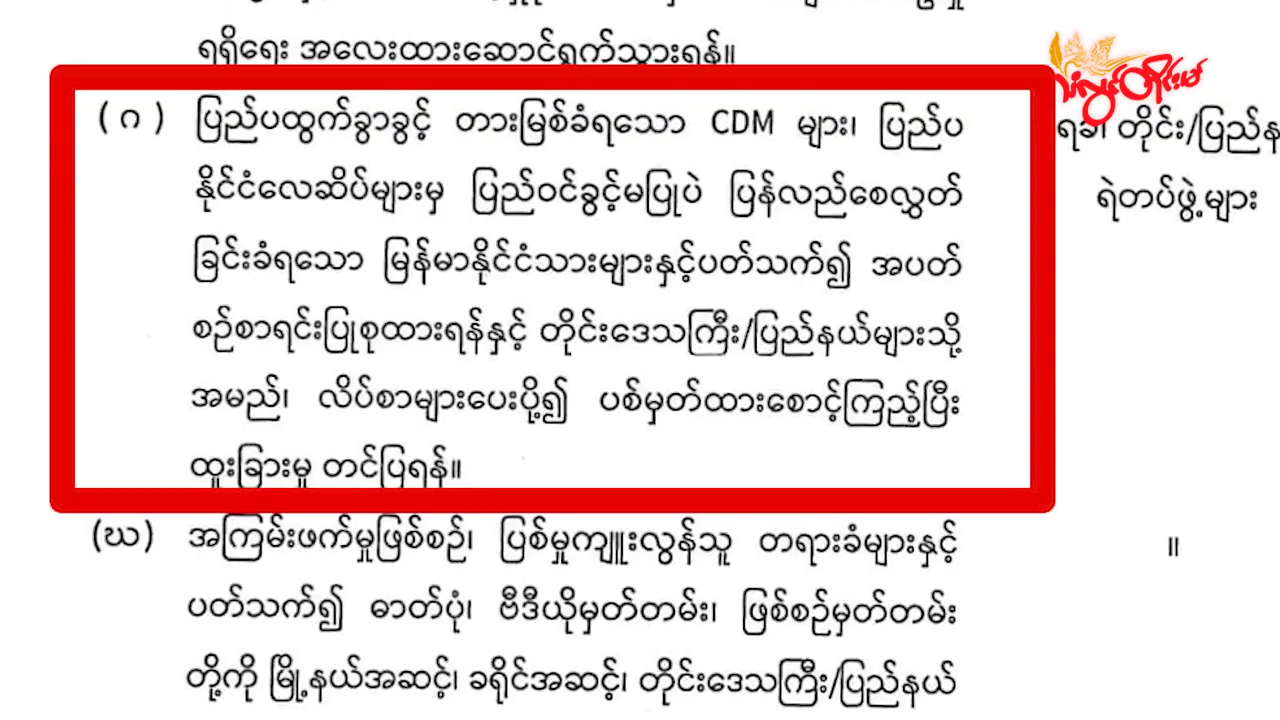 ရရှိရေး အလေးထားဆောင်ရွက်သွားရန်။
(ဂ) ပြည်ပထွက်ခွာခွင့် တားမြစ်ခံရသော CDM များ၊ ပြည်ပ
နိုင်ငံလေဆိပ်များမှ ပြည်ဝင်ခွင့်မပြုပဲ ပြန်လည်စေလွှတ်
ခြင်းခံရသော မြန်မာနိုင်ငံသားများနှင့်ပတ်သက်၍ အပတ်
စဉ်စာရင်းပြုစုထားရန်နှင့် တိုင်းဒေသကြီး/ပြည်နယ်များသို့
အမည်၊ လိပ်စာများပေးပို့၍ ပစ်မှတ်ထားစောင့်ကြည့်ပြီး
ထူးခြားမှု တင်ပြရန်။
(ဃ) အကြမ်းဖက်မှုဖြစ်စဉ်၊ ပြစ်မှုကျူးလွန်သူ တရားခံများနှင့်
ပတ်သက်၍ ဓာတ်ပုံ၊ ဗီဒီယိုမှတ်တမ်း၊ ဖြစ်စဉ်မှတ်တမ်း
တို့ကို မြို့နယ်အဆင့်၊ ခရိုင်အဆင့်၊ တိုင်းဒေသကြီး/ပြည်နယ်
ရခဲ၊ တိုင်း/ပြည်န
ရဲတပ်ဖွဲ့များ
။